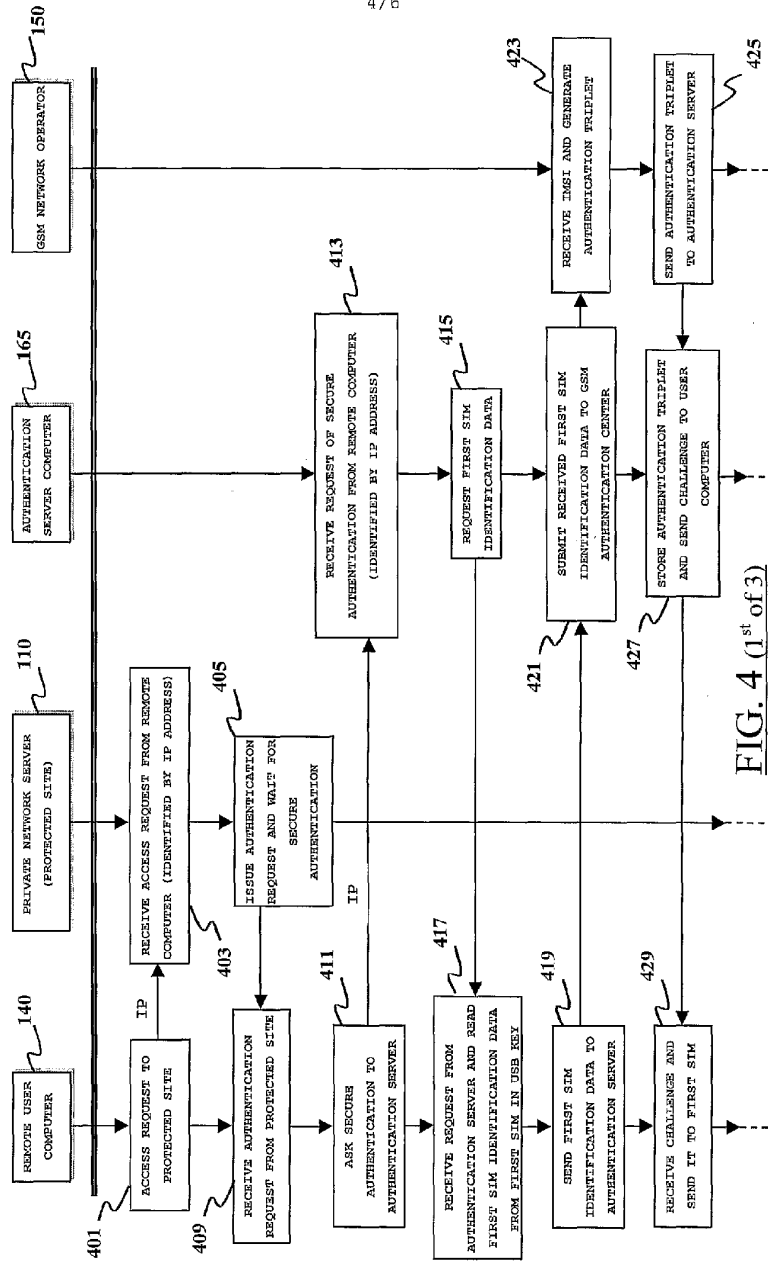 4/6
REMOTE USER
COMPUTER
140
PRIVATE NETWORK SERVER
(PROTECTED SITE)
110
AUTHENTICATION
SERVER COMPUTER
165
GSM NETWORK OPERATOR
150
401
ACCESS REQUEST TO
PROTECTED SITE
IP
RECEIVE ACCESS REQUEST FROM REMOTE
COMPUTER (IDENTIFIED BY IP ADDRESS)
403
ISSUE AUTHENTICATION
REQUEST AND WAIT FOR
SECURE
AUTHENTICATION
405
RECEIVE AUTHENTICATION
REQUEST FROM PROTECTED SITE
409
ASK SECURE
AUTHENTICATION TO
AUTHENTICATION SERVER
411
IP
RECEIVE REQUEST OF SECURE
AUTHENTICATION FROM REMOTE COMPUTER
(IDENTIFIED BY IP ADDRESS)
413
REQUEST FIRST SIM
IDENTIFICATION DATA
415
RECEIVE REQUEST FROM
AUTHENTICATION SERVER AND READ
FIRST SIM IDENTIFICATION DATA
FROM FIRST SIM IN USB KEY
417
SEND FIRST SIM
IDENTIFICATION DATA TO
AUTHENTICATION SERVER
419
SUBMIT RECEIVED FIRST SIM
IDENTIFICATION DATA TO GSM
AUTHENTICATION CENTER
421
RECEIVE IMSI AND GENERATE
AUTHENTICATION TRIPLET
423
SEND AUTHENTICATION TRIPLET
TO AUTHENTICATION SERVER
425
STORE AUTHENTICATION TRIPLET
AND SEND CHALLENGE TO USER
COMPUTER
427
RECEIVE CHALLENGE AND
SEND IT TO FIRST SIM
429
FIG. 4 (1st of 3)